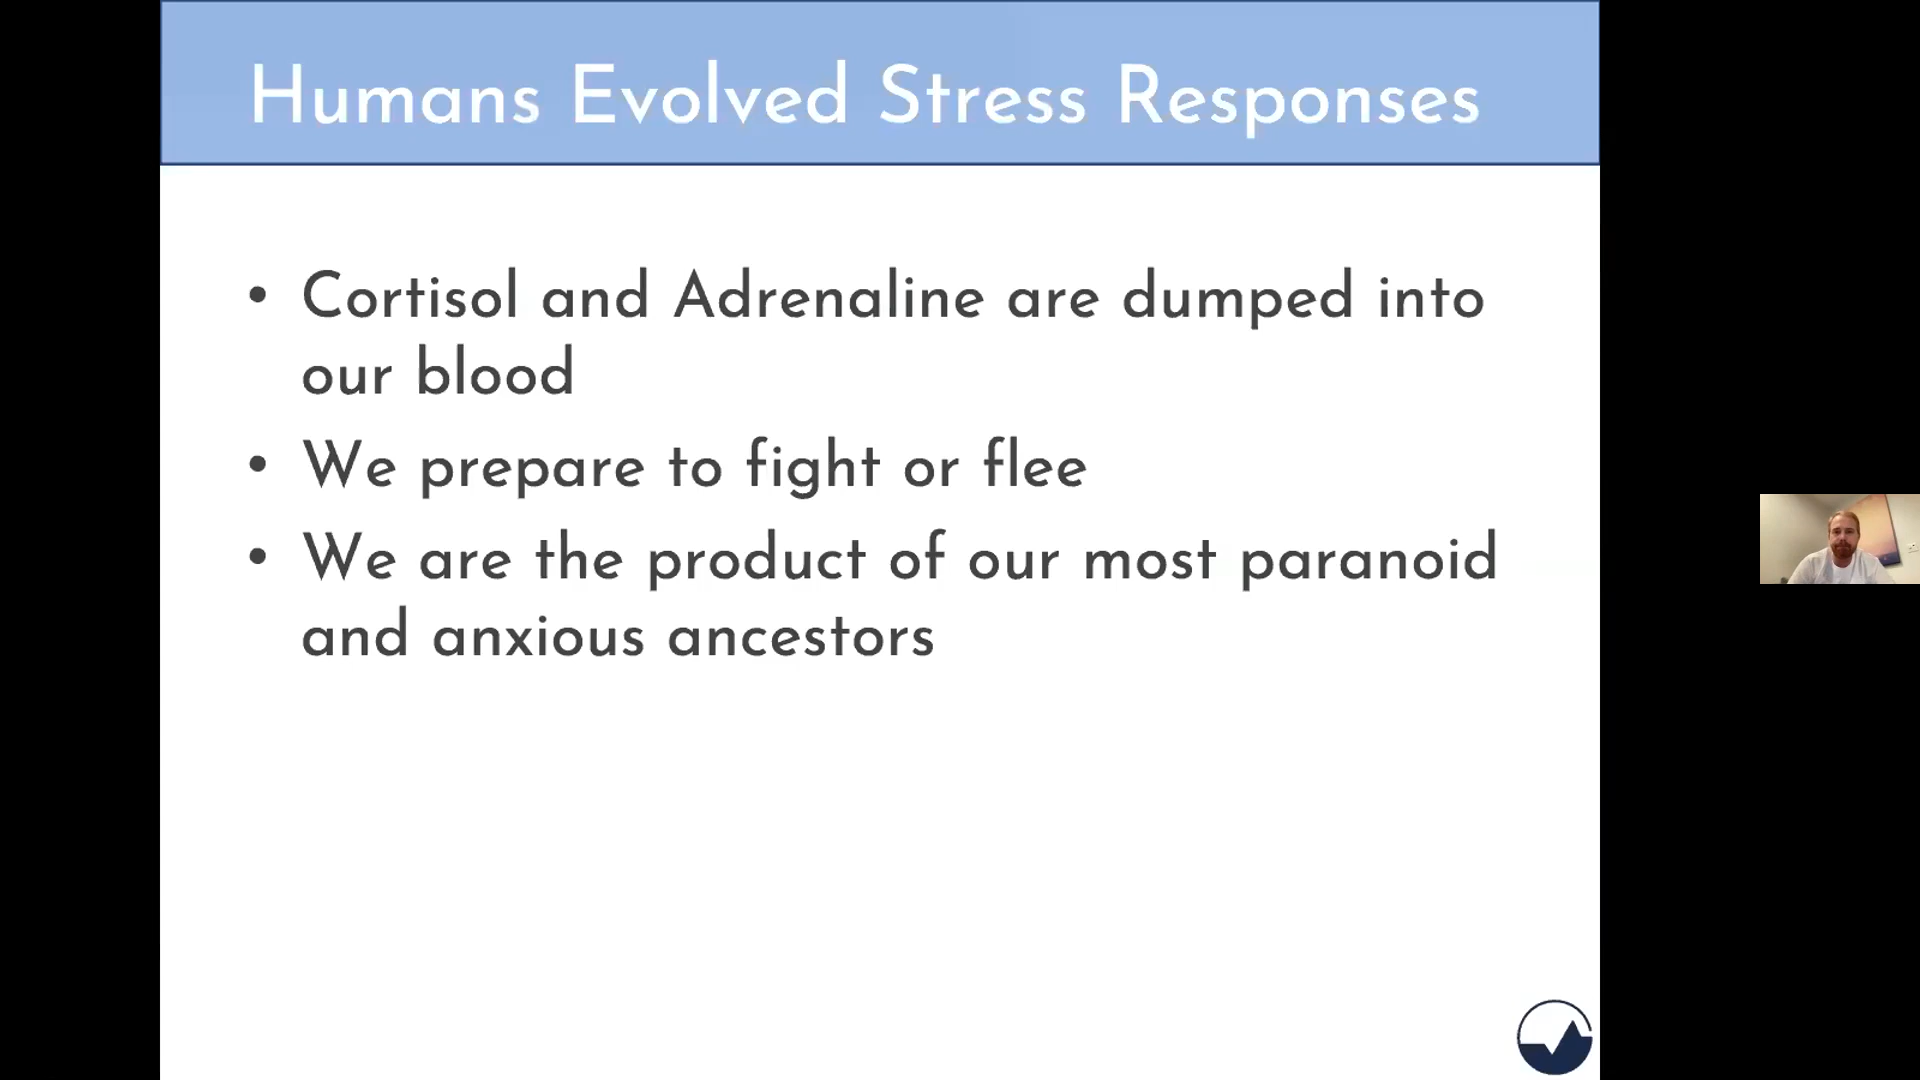 Humans Evolved Stress Responses
• Cortisol and Adrenaline are dumped into
our blood
• We prepare to fight or flee
• We are the product of our most paranoid
and anxious ancestors